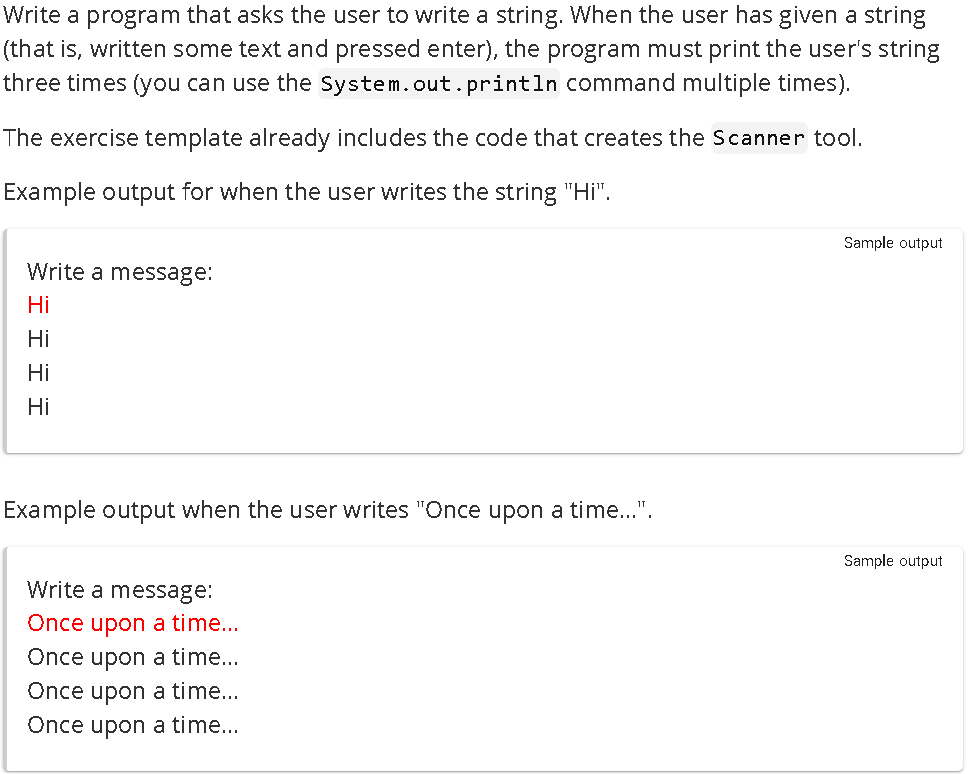 Write a program that asks the user to write a string. When the user has given a string
(that is, written some text and pressed enter), the program must print the user's string
three times (you can use the System.out.println command multiple times).
The exercise template already includes the code that creates the Scanner tool.
Example output for when the user writes the string "Hi".
Sample output
Write a message:
Hi
Hi
Hi
Hi
Example output when the user writes "Once upon a time...".
Sample output
Write a message:
Once upon a time...
Once upon a time...
Once upon a time...
Once upon a time...